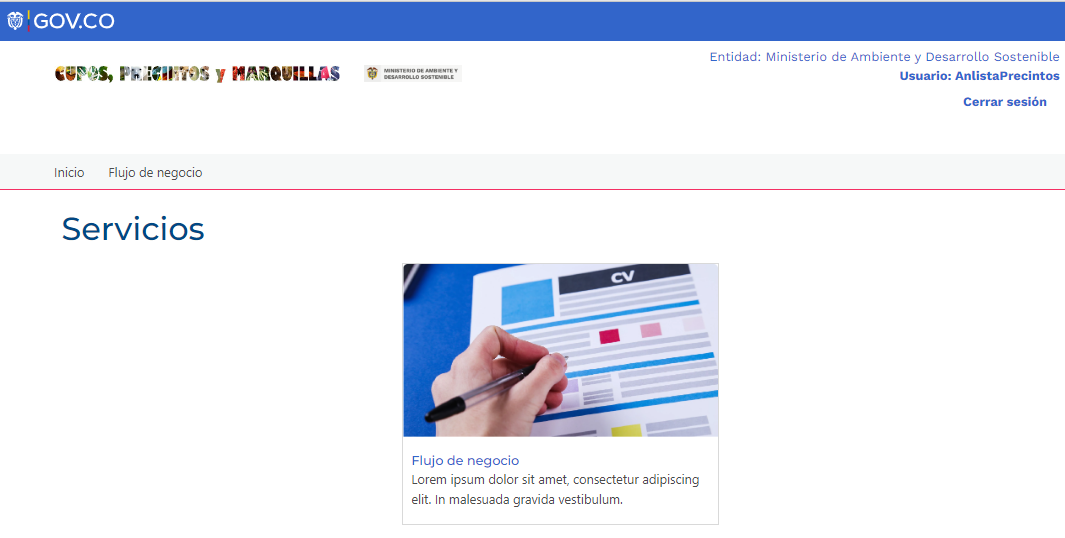 GOV.CO
CUPOS, PRECINTOS y MARQUILLAS
MINISTERIO DE AMBIENTE Y
DESARROLLO SOSTENIBLE
Entidad: Ministerio de Ambiente y Desarrollo Sostenible
Usuario: AnlistaPrecintos
Cerrar sesión
Inicio Flujo de negocio
Servicios
CV
Flujo de negocio
Lorem ipsum dolor sit amet, consectetur adipiscing
elit. In malesuada gravida vestibulum.